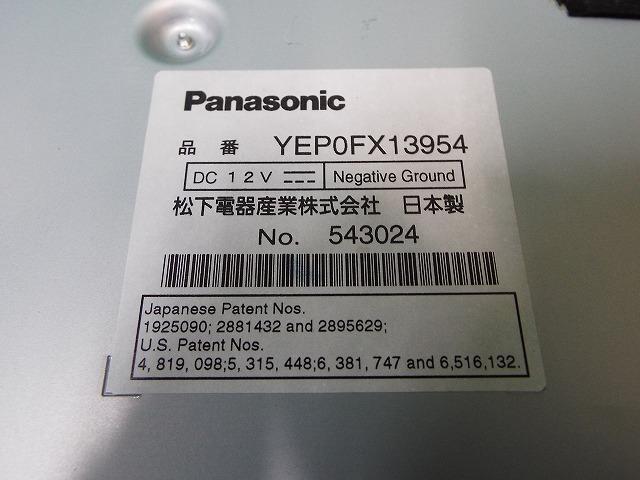 Panasonic
品 番 YEP0FX13954
DC 12V Negative Ground
松下電器産業株式会社 日本製
No. 543024
Japanese Patent Nos.
1925090; 2881432 and 2895629;
U.S. Patent Nos.
4, 819, 098;5, 315, 448;6, 381, 747 and 6,516,132.